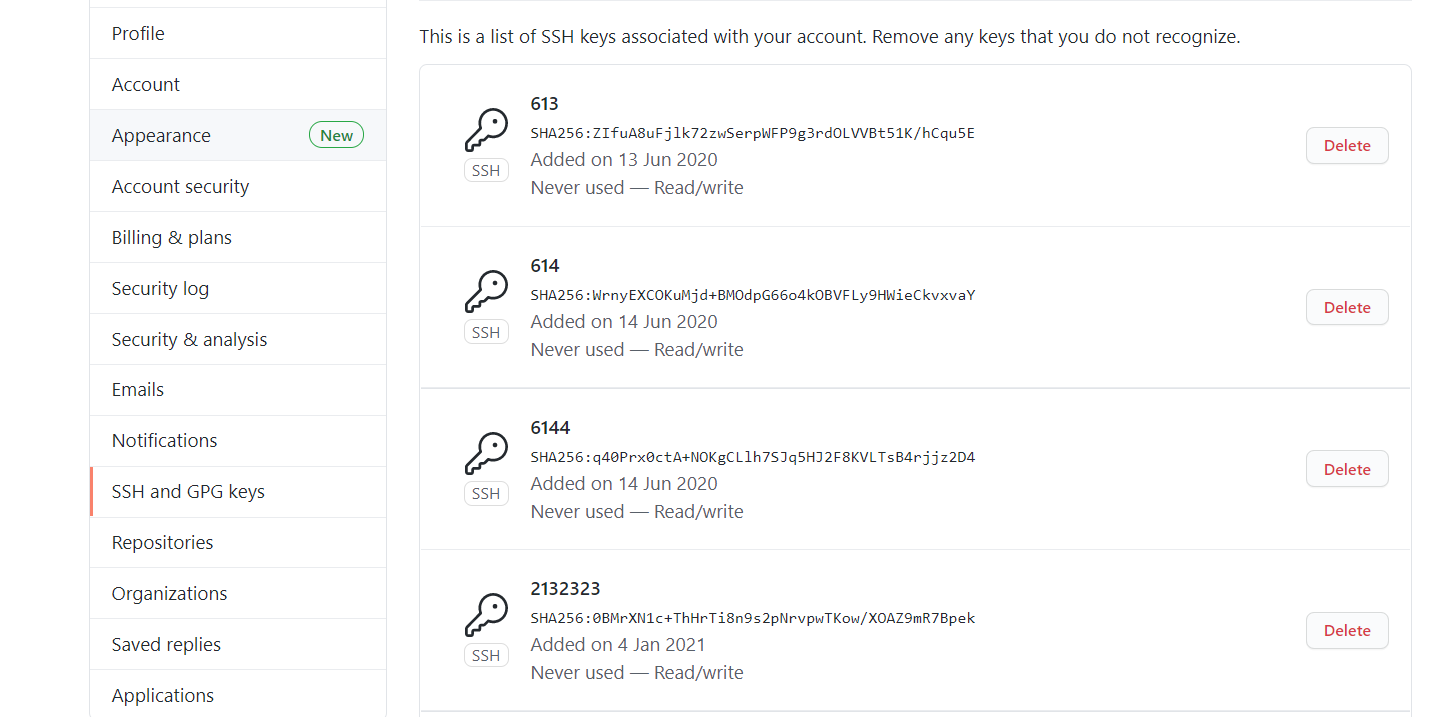 Profile
Account
Appearance New
Account security
Billing & plans
Security log
Security & analysis
Emails
Notifications
SSH and GPG keys
Repositories
Organizations
Saved replies
Applications
This is a list of SSH keys associated with your account. Remove any keys that you do not recognize.
613
SHA256:ZIfuA8uFjlk72zwSerpWFP9g3rdOLVVBt51K/hCqu5E
Added on 13 Jun 2020
Never used — Read/write
SSH
Delete
614
SHA256:WrnyEXCOKuMjd+BMOdpG66o4kOBVFLy9HWieCkvxvaY
Added on 14 Jun 2020
Never used — Read/write
SSH
Delete
6144
SHA256:q40Prx0ctA+NOKgCLlh7SJq5HJ2F8KVLTsB4rjjz2D4
Added on 14 Jun 2020
Never used — Read/write
SSH
Delete
2132323
SHA256:0BMrXN1c+ThHrTi8n9s2pNrvpwTKow/XOAZ9mR7Bpek
Added on 4 Jan 2021
Never used — Read/write
SSH
Delete